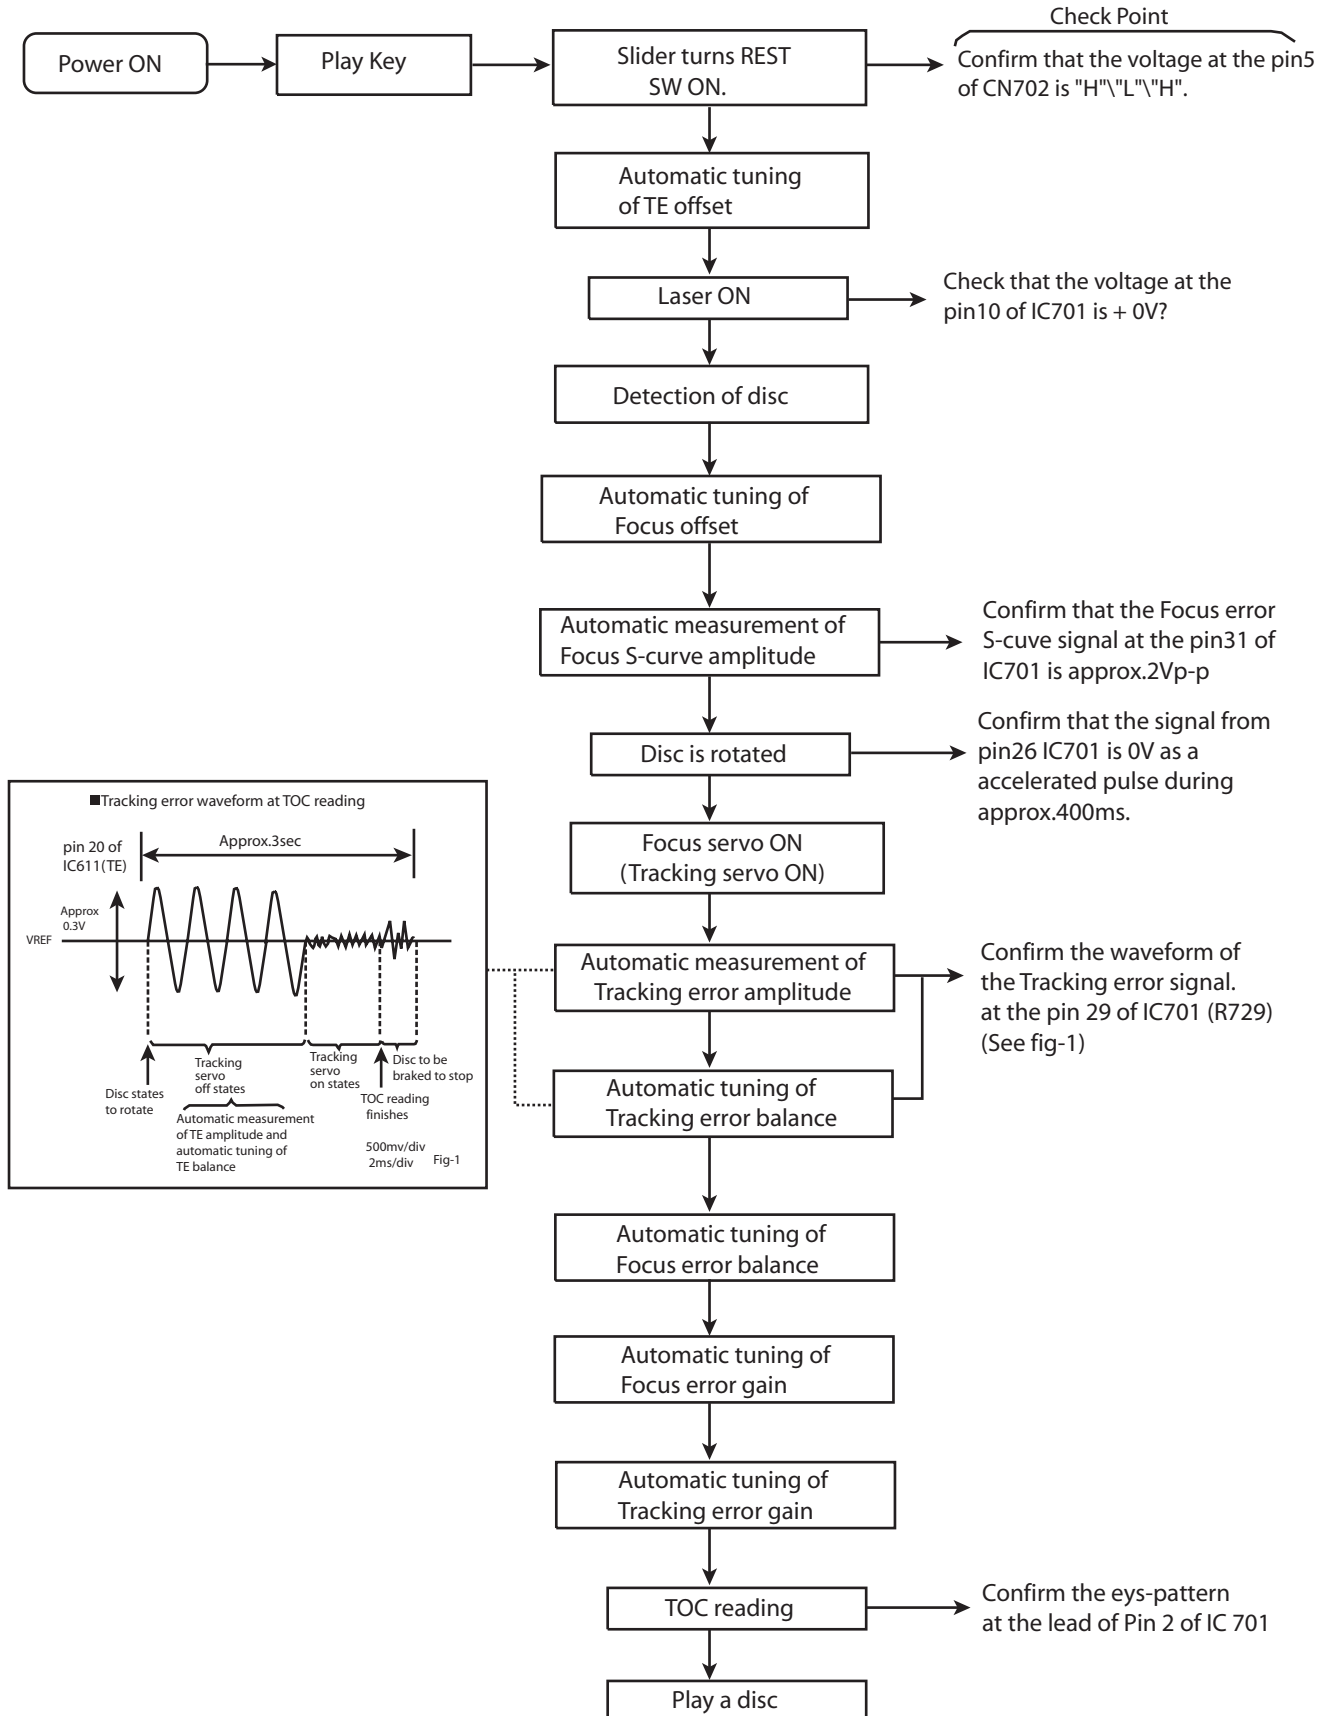 Check Point
Power ON
Play Key
Slider turns REST
SW ON.
Confirm that the voltage at the pin5
of CN702 is "H"\"L"\"H".
Automatic tuning
of TE offset
Laser ON
Check that the voltage at the
pin10 of IC701 is + 0V?
Detection of disc
Automatic tuning of
Focus offset
Automatic measurement of
Focus S-curve amplitude
Confirm that the Focus error
S-cuve signal at the pin31 of
IC701 is approx.2Vp-p
Disc is rotated
Confirm that the signal from
pin26 IC701 is 0V as a
accelerated pulse during
approx.400ms.
Focus servo ON
(Tracking servo ON)
■Tracking error waveform at TOC reading
pin 20 of
IC611(TE)
Approx.3sec
Approx
0.3V
VREF
Disc states
to rotate
Tracking
servo
off states
Tracking
servo
on states
Disc to be
braked to stop
TOC reading
finishes
Automatic measurement
of TE amplitude and
automatic tuning of
TE balance
500mv/div
2ms/div
Fig-1
Automatic measurement of
Tracking error amplitude
Confirm the waveform of
the Tracking error signal.
at the pin 29 of IC701 (R729)
(See fig-1)
Automatic tuning of
Tracking error balance
Automatic tuning of
Focus error balance
Automatic tuning of
Focus error gain
Automatic tuning of
Tracking error gain
TOC reading
Confirm the eys-pattern
at the lead of Pin 2 of IC 701
Play a disc